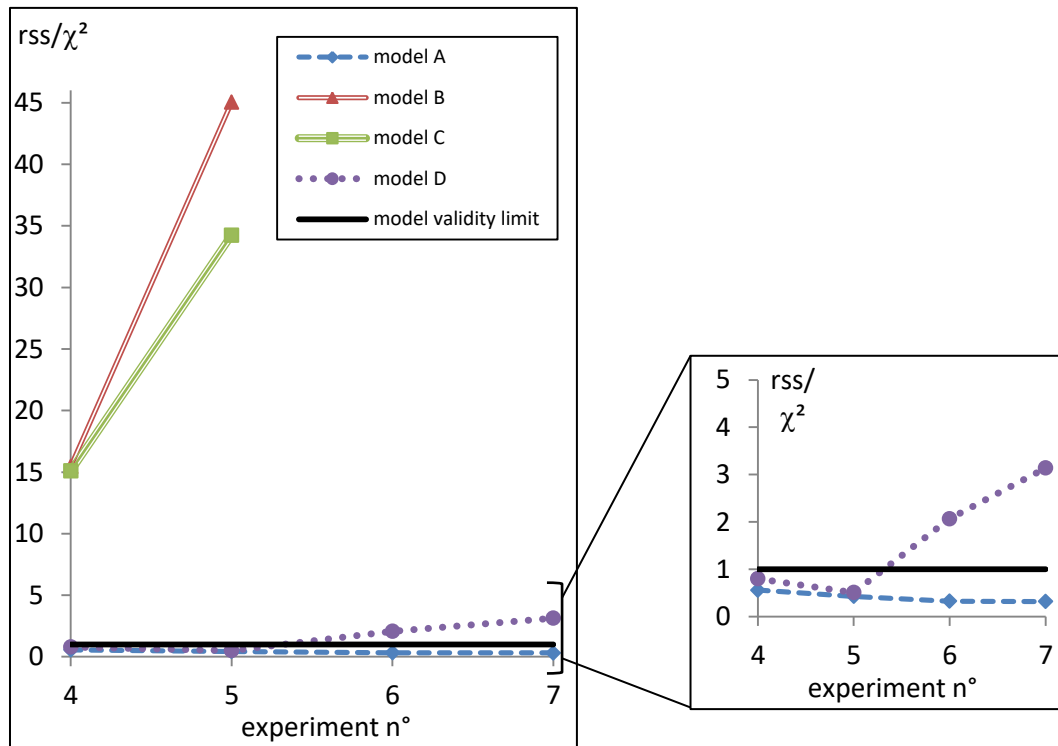 rss/χ²
model A
model B
model C
model D
model validity limit
45
40
35
30
25
20
15
10
5
0
4 5 6 7
experiment n°
rss/
χ²
5
4
3
2
1
0
4 5 6 7
experiment n°